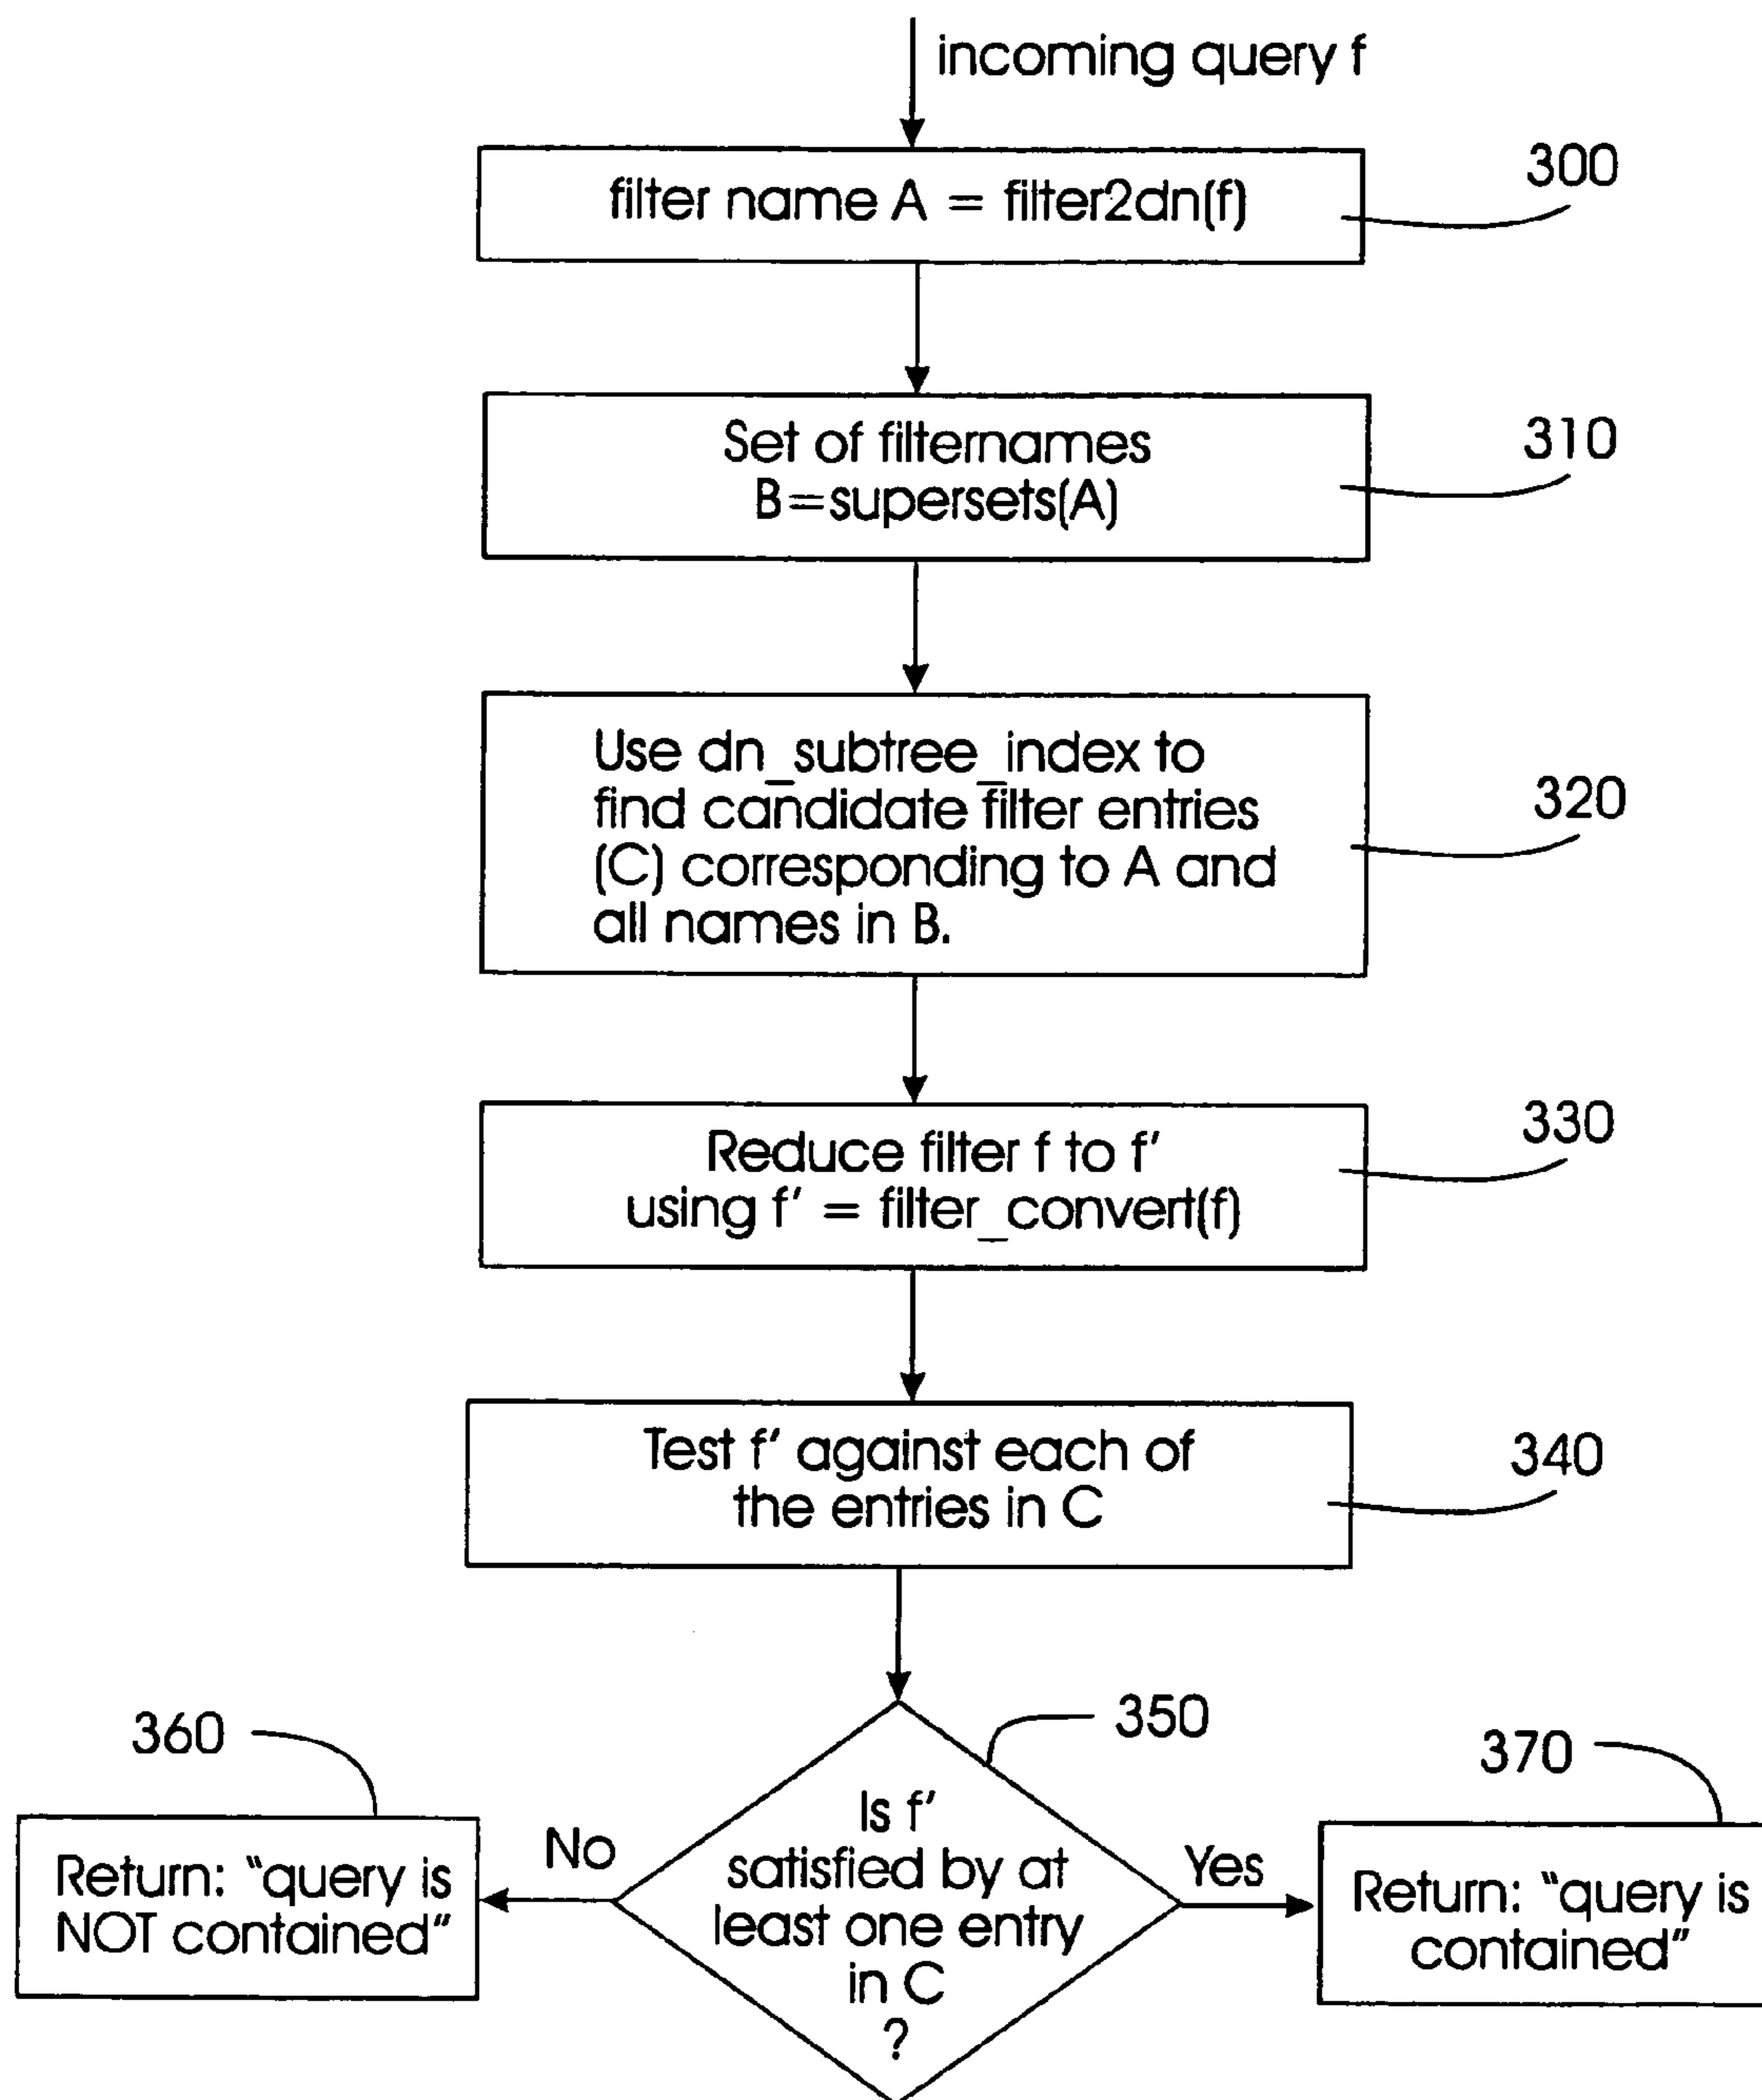 incoming query f
filter name A = filter2dn(f)
300
Set of filternames
B=supersets(A)
310
Use dn_subtree_index to
find candidate filter entries
(C) corresponding to A and
all names in B.
320
Reduce filter f to f'
using f' = filter_convert(f)
330
Test f' against each of
the entries in C
340
350
Is f'
satisfied by at
least one entry
in C
?
No
Yes
360
Return: “query is
NOT contained”
370
Return: “query is
contained”